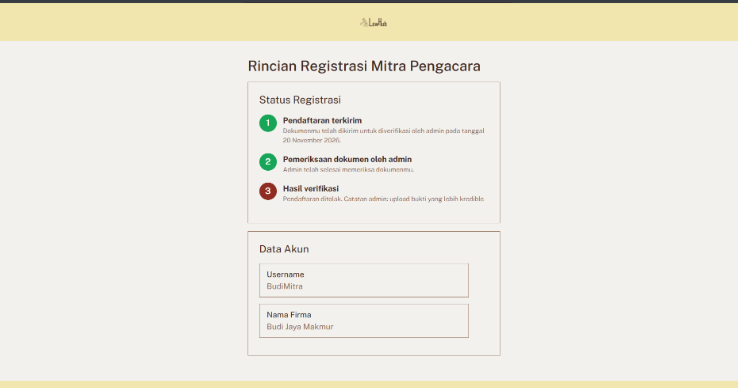 LawHub
Rincian Registrasi Mitra Pengacara
Status Registrasi
1
Pendaftaran terkirim
Dokumenmu telah dikirim untuk diverifikasi oleh admin pada tanggal
20 November 2026.
2
Pemeriksaan dokumen oleh admin
Admin telah selesai memeriksa dokumenmu.
3
Hasil verifikasi
Pendaftaran ditolak. Catatan admin: upload bukti yang lebih kredible.
Data Akun
Username
BudiMitra
Nama Firma
Budi Jaya Makmur